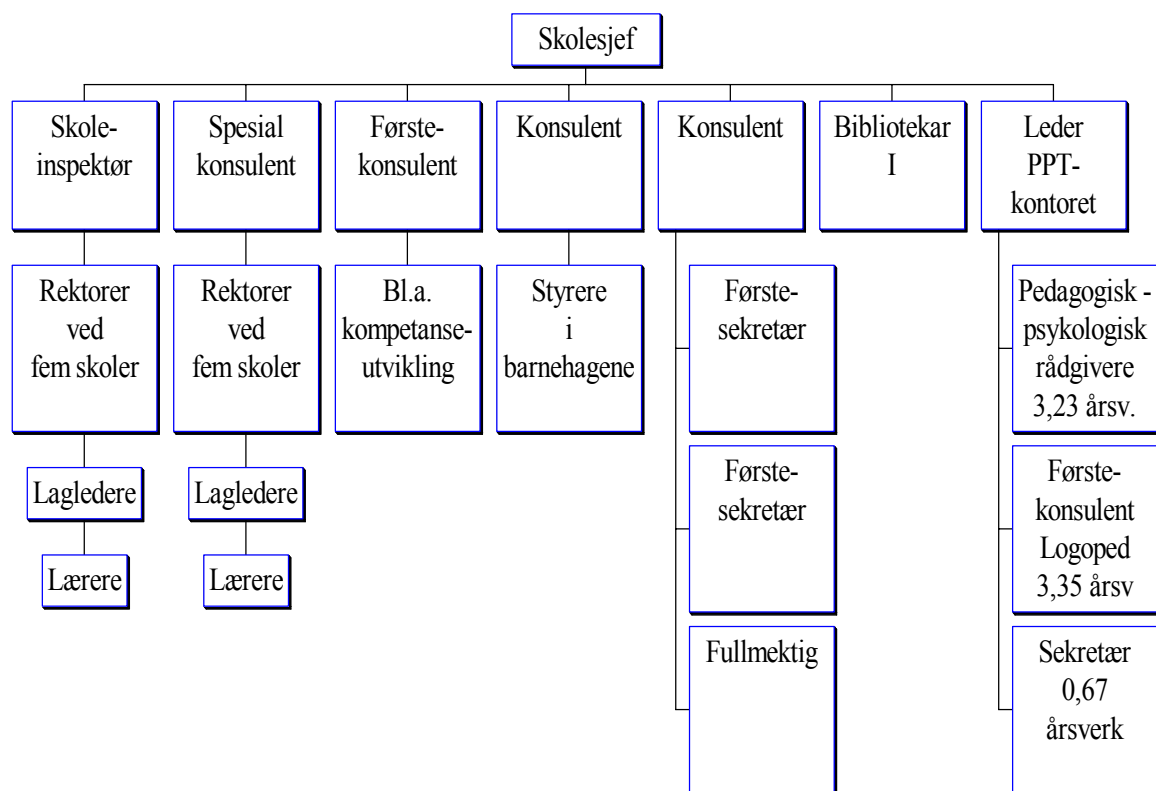 Skolesjef
Skole-
inspektør
Spesial
konsulent
Første-
konsulent
Konsulent
Konsulent
Bibliotekar
I
Leder
PPT-
kontoret
Rektorer
ved
fem skoler
Rektorer
ved
fem skoler
Bl.a.
kompetanse-
utvikling
Styrere
i
barnehagene
Første-
sekretær
Pedagogisk -
psykologisk
rådgivere
3,23 årsv.
Lagledere
Lagledere
Første-
sekretær
Første-
konsulent
Logoped
3,35 årsv
Lærere
Lærere
Fullmektig
Sekretær
0,67
årsverk